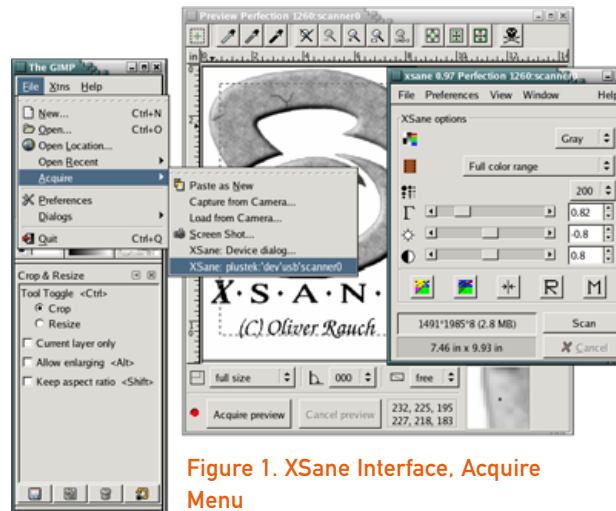 Preview Perfection 1260:scanner0
The GIMP
File Xtns Help
New... Ctrl+N
Open... Ctrl+O
Open Location...
Open Recent
Acquire
Preferences
Dialogs
Quit Ctrl+Q
Paste as New
Capture from Camera...
Load from Camera...
Screen Shot...
XSane: Device dialog...
XSane: plustek:'dev'usb'scanner0
Crop & Resize
Tool Toggle <Ctrl>
Crop
Resize
Current layer only
Allow enlarging <Alt>
Keep aspect ratio <Shift>
in
X·S·A·N·
(C) Oliver Rauch
full size 000 free
Acquire preview Cancel preview 232, 225, 195
227, 218, 183
xsane 0.97 Perfection 1260:scanner0
File Preferences View Window Help
XSane options
Gray
Full color range
200
0.82
-0.8
0.8
R M
1491*1985*8 (2.8 MB) Scan
7.46 in x 9.93 in Cancel
Figure 1. XSane Interface, Acquire
Menu